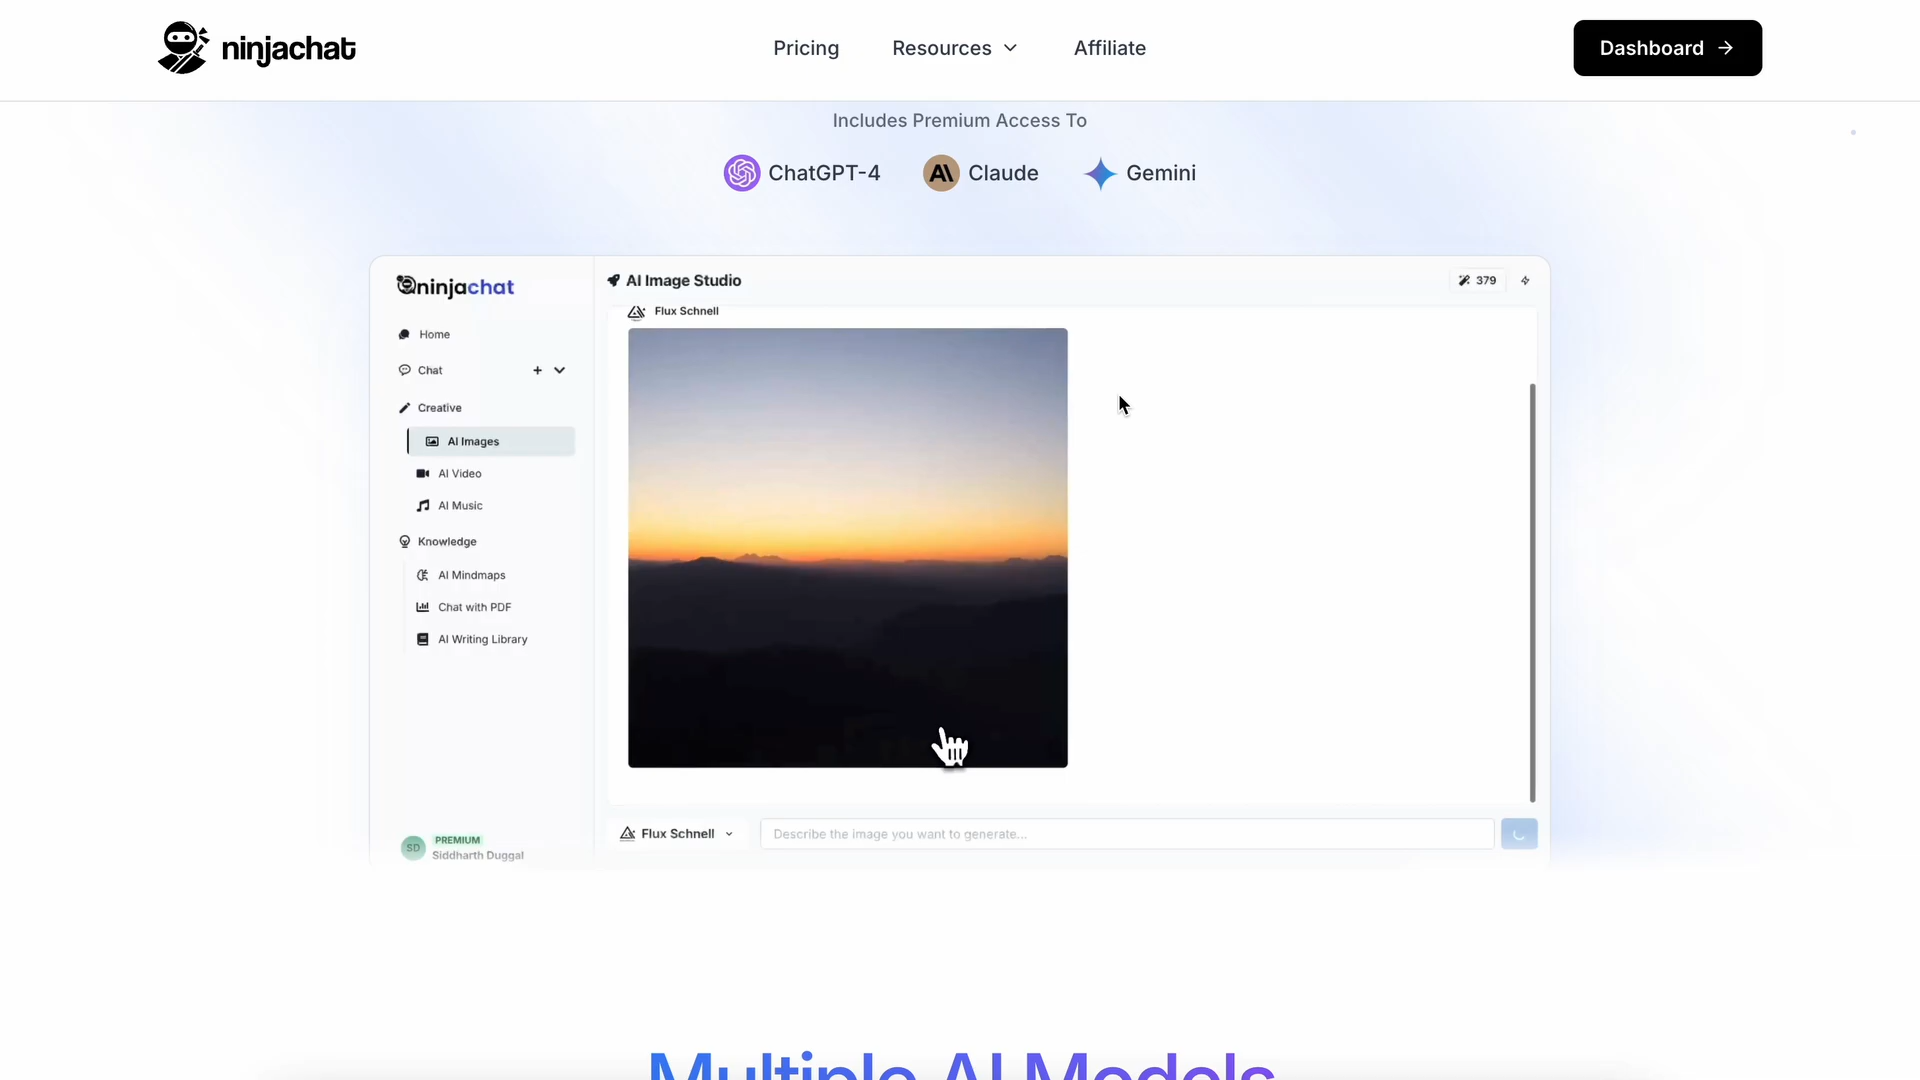 ninjachat
Pricing
Resources
Affiliate
Dashboard
Includes Premium Access To
ChatGPT-4
Claude
Gemini
ninjachat
AI Image Studio
379
Flux Schnell
Home
Chat
Creative
AI Images
AI Video
AI Music
Knowledge
AI Mindmaps
Chat with PDF
AI Writing Library
SD
PREMIUM
Siddharth Duggal
Flux Schnell
Describe the image you want to generate...
Multiple AI Models